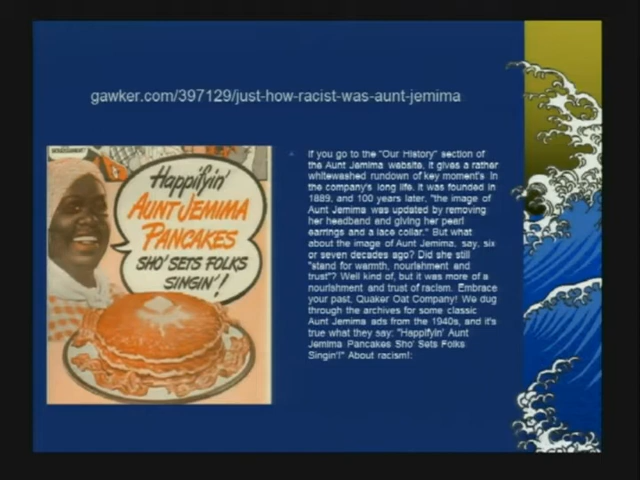 gawker.com/397129/just-how-racist-was-aunt-jemima
Happifyin'
AUNT JEMIMA
PANCAKES
SHO' SETS FOLKS
SINGIN'!
If you go to the "Our History" section of
the Aunt Jemima website, it gives a rather
whitewashed rundown of key moment's in
the company's long life. It was founded in
1889, and 100 years later, "the image of
Aunt Jemima was updated by removing
her headband and giving her pearl
earrings and a lace collar." But what
about the image of Aunt Jemima, say, six
or seven decades ago? Did she still
"stand for warmth, nourishment and
trust"? Well kind of, but it was more of a
nourishment and trust of racism. Embrace
your past, Quaker Oat Company! We dug
through the archives for some classic
Aunt Jemima ads from the 1940s, and it's
true what they say: "Happifyin' Aunt
Jemima Pancakes Sho' Sets Folks
Singin'!" About racism!: